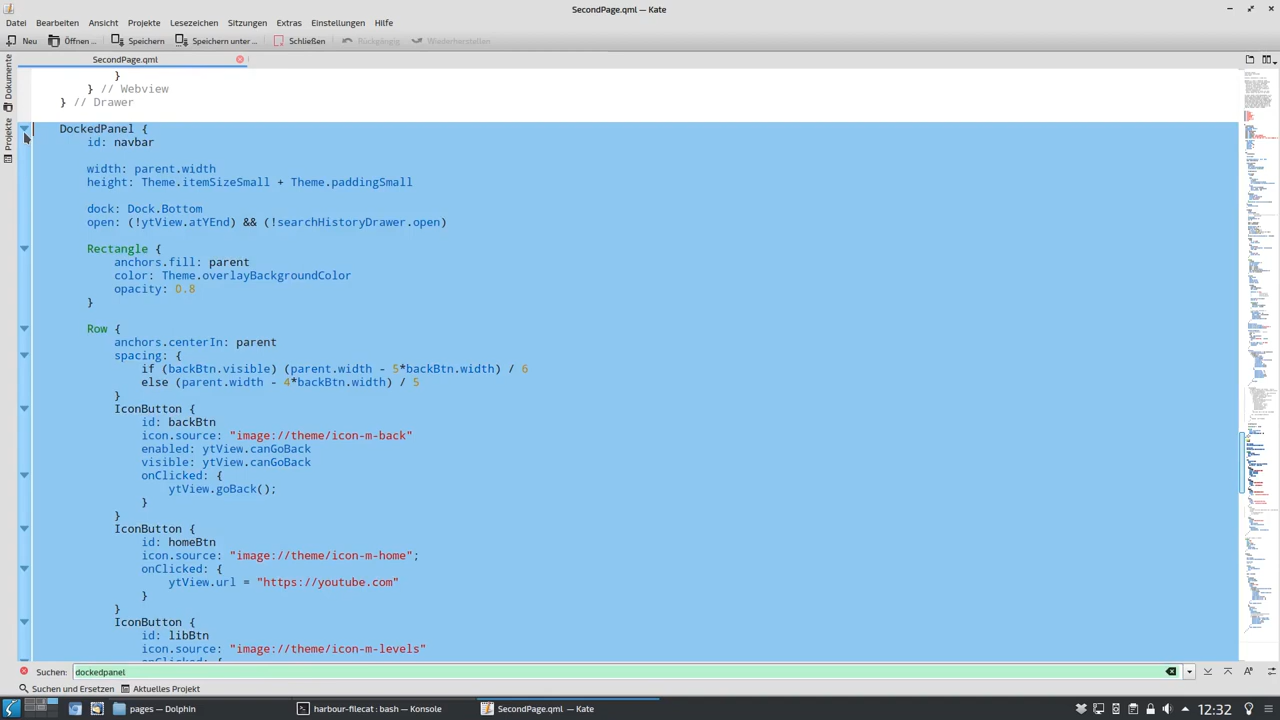 SecondPage.qml — Kate
Datei Bearbeiten Ansicht Projekte Lesezeichen Sitzungen Extras Einstellungen Hilfe
Neu Öffnen ... Speichern Speichern unter ... Schließen Rückgängig Wiederherstellen
SecondPage.qml
Dokumente
Projekte
}
} // Webview
} // Drawer
DockedPanel {
id: navbar
width: parent.width
height: Theme.itemSizeSmall + Theme.paddingSmall
dock: Dock.Bottom
open: (!ytView.atYEnd) && (!searchHistoryDrawer.open)
Rectangle {
anchors.fill: parent
color: Theme.overlayBackgroundColor
opacity: 0.8
}
Row {
anchors.centerIn: parent
spacing: {
if (backBtn.visible) (parent.width - 5*backBtn.width) / 6
else (parent.width - 4*backBtn.width) / 5
}
IconButton {
id: backBtn
icon.source: "image://theme/icon-m-back"
enabled: ytView.canGoBack
visible: ytView.canGoBack
onClicked: {
ytView.goBack();
}
}
IconButton {
id: homeBtn
icon.source: "image://theme/icon-m-home";
onClicked: {
ytView.url = "https://youtube.com"
}
}
IconButton {
id: libBtn
icon.source: "image://theme/icon-m-levels"
onClicked: {
Suchen: dockedpanel
Suchen und Ersetzen Aktuelles Projekt
pages — Dolphin
harbour-filecat : bash — Konsole
SecondPage.qml — Kate
12:32